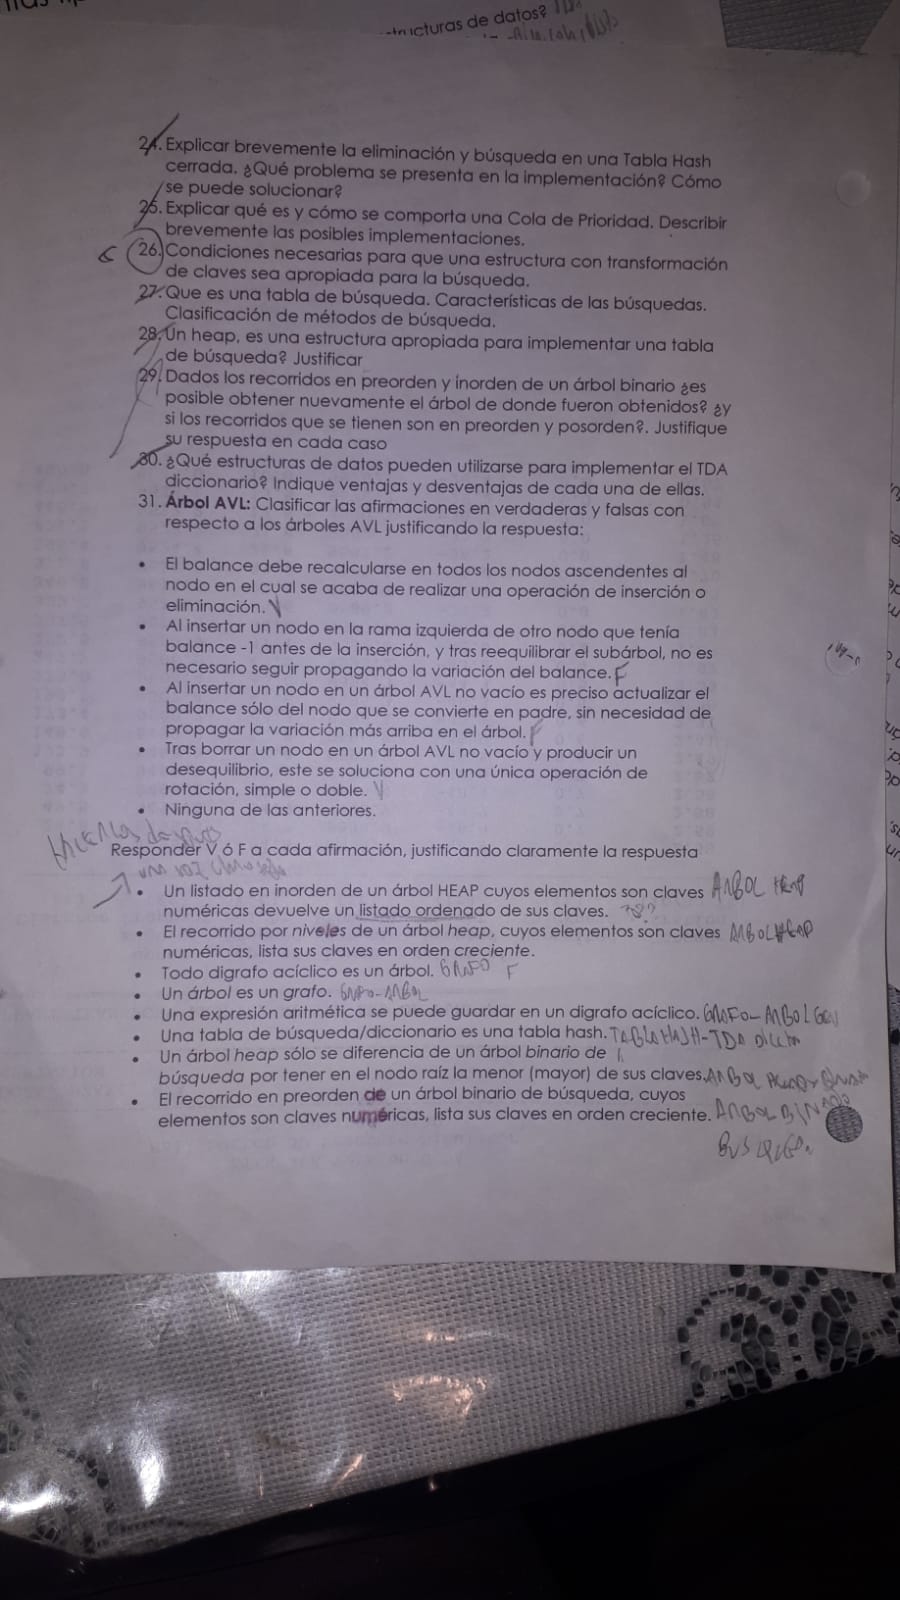 structuras de datos?
24. Explicar brevemente la eliminación y búsqueda en una Tabla Hash
cerrada. ¿Qué problema se presenta en la implementación? Cómo
se puede solucionar?
25. Explicar qué es y cómo se comporta una Cola de Prioridad. Describir
brevemente las posibles implementaciones.
26. Condiciones necesarias para que una estructura con transformación
de claves sea apropiada para la búsqueda.
27. Que es una tabla de búsqueda. Características de las búsquedas.
Clasificación de métodos de búsqueda.
28. Un heap, es una estructura apropiada para implementar una tabla
de búsqueda? Justificar
29. Dados los recorridos en preorden y inorden de un árbol binario ¿es
posible obtener nuevamente el árbol de donde fueron obtenidos? ¿y
si los recorridos que se tienen son en preorden y posorden?. Justifique
su respuesta en cada caso
30. ¿Qué estructuras de datos pueden utilizarse para implementar el TDA
diccionario? Indique ventajas y desventajas de cada una de ellas.
31. Árbol AVL: Clasificar las afirmaciones en verdaderas y falsas con
respecto a los árboles AVL justificando la respuesta:
• El balance debe recalcularse en todos los nodos ascendentes al
nodo en el cual se acaba de realizar una operación de inserción o
eliminación. V
• Al insertar un nodo en la rama izquierda de otro nodo que tenía
balance -1 antes de la inserción, y tras reequilibrar el subárbol, no es
necesario seguir propagando la variación del balance. F
• Al insertar un nodo en un árbol AVL no vacío es preciso actualizar el
balance sólo del nodo que se convierte en padre, sin necesidad de
propagar la variación más arriba en el árbol. F
• Tras borrar un nodo en un árbol AVL no vacío y producir un
desequilibrio, este se soluciona con una única operación de
rotación, simple o doble. V
• Ninguna de las anteriores.
Responder V ó F a cada afirmación, justificando claramente la respuesta
• Un listado en inorden de un árbol HEAP cuyos elementos son claves ARBOL HEAP
numéricas devuelve un listado ordenado de sus claves.
• El recorrido por niveles de un árbol heap, cuyos elementos son claves ARBOL HEAP
numéricas, lista sus claves en orden creciente.
• Todo digrafo acíclico es un árbol. GRAFO F
• Un árbol es un grafo. GRAFO-ARBOL
• Una expresión aritmética se puede guardar en un digrafo acíclico. GRAFO-ARBOL GEN
• Una tabla de búsqueda/diccionario es una tabla hash. TABLA HASH-TDA
• Un árbol heap sólo se diferencia de un árbol binario de
búsqueda por tener en el nodo raíz la menor (mayor) de sus claves. ARBOL
• El recorrido en preorden de un árbol binario de búsqueda, cuyos
elementos son claves numéricas, lista sus claves en orden creciente. ARBOL